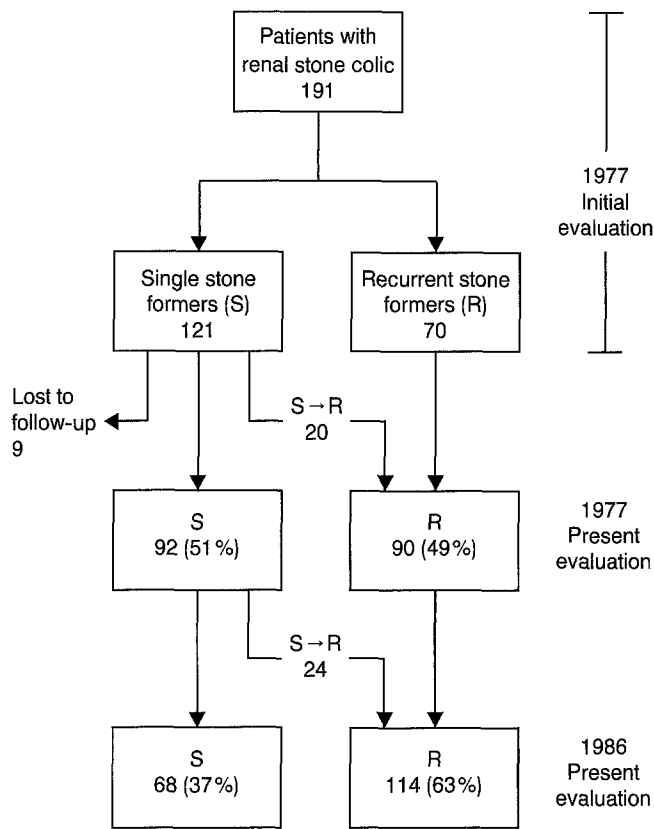 Patients with
renal stone colic
191
1977
Initial
evaluation
Single stone
formers (S)
121
Recurrent stone
formers (R)
70
Lost to
follow-up
9
S→R
20
S
92 (51%)
R
90 (49%)
1977
Present
evaluation
S→R
24
S
68 (37%)
R
114 (63%)
1986
Present
evaluation